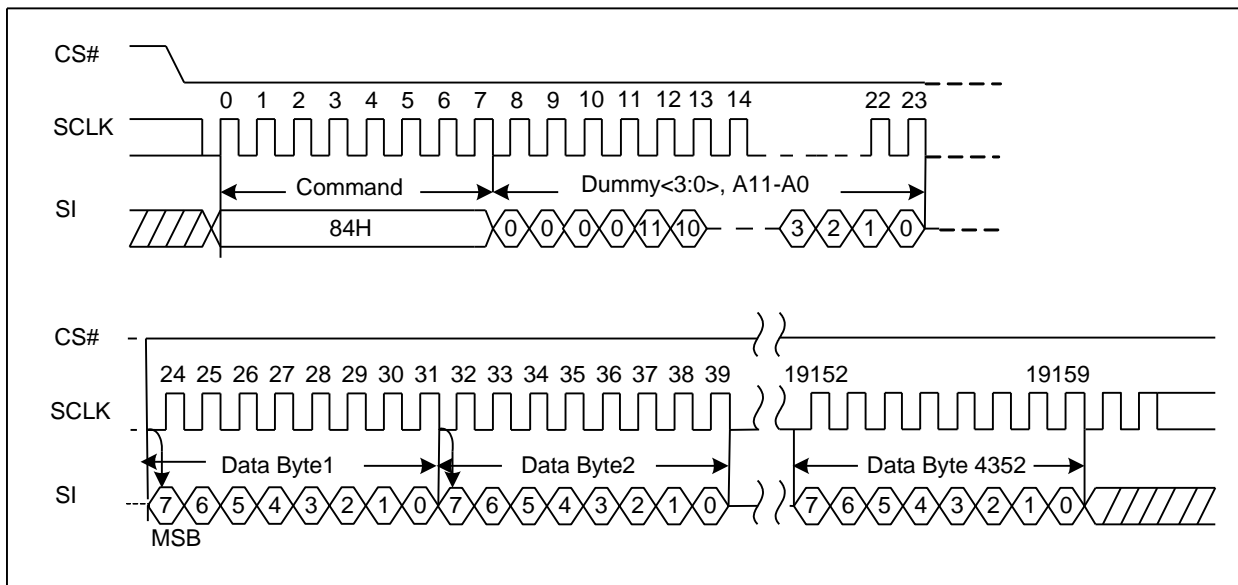 CS#
0 1 2 3 4 5 6 7 8 9 10 11 12 13 14 22 23
SCLK
Command Dummy<3:0>, A11-A0
SI
84H 0 0 0 0 11 10 3 2 1 0
CS#
24 25 26 27 28 29 30 31 32 33 34 35 36 37 38 39 19152 19159
SCLK
Data Byte1 Data Byte2 Data Byte 4352
SI
7 6 5 4 3 2 1 0 7 6 5 4 3 2 1 0 7 6 5 4 3 2 1 0
MSB